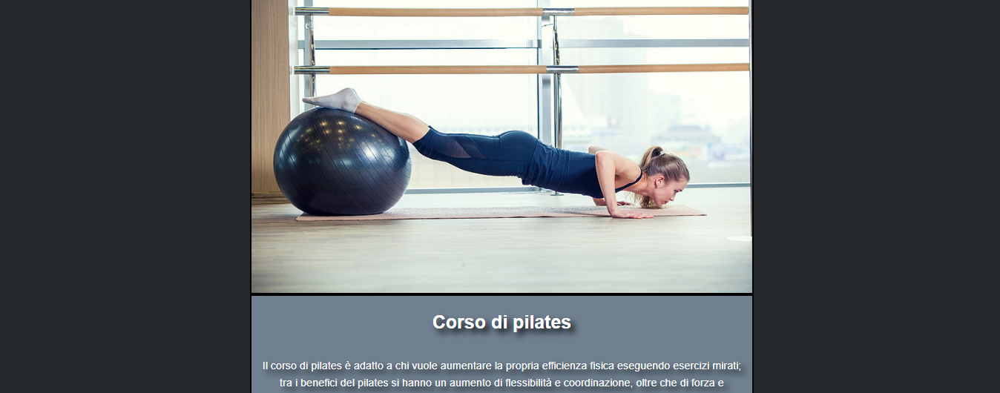 Corso di pilates
Il corso di pilates è adatto a chi vuole aumentare la propria efficienza fisica eseguendo esercizi mirati;
tra i benefici del pilates si hanno un aumento di flessibilità e coordinazione, oltre che di forza e